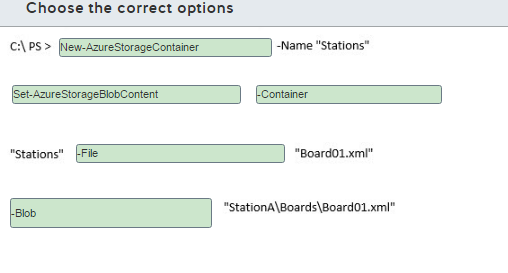 Choose the correct options
C:\ PS > New-AzureStorageContainer -Name "Stations"
Set-AzureStorageBlobContent -Container
"Stations" -File "Board01.xml"
-Blob "StationA\Boards\Board01.xml"